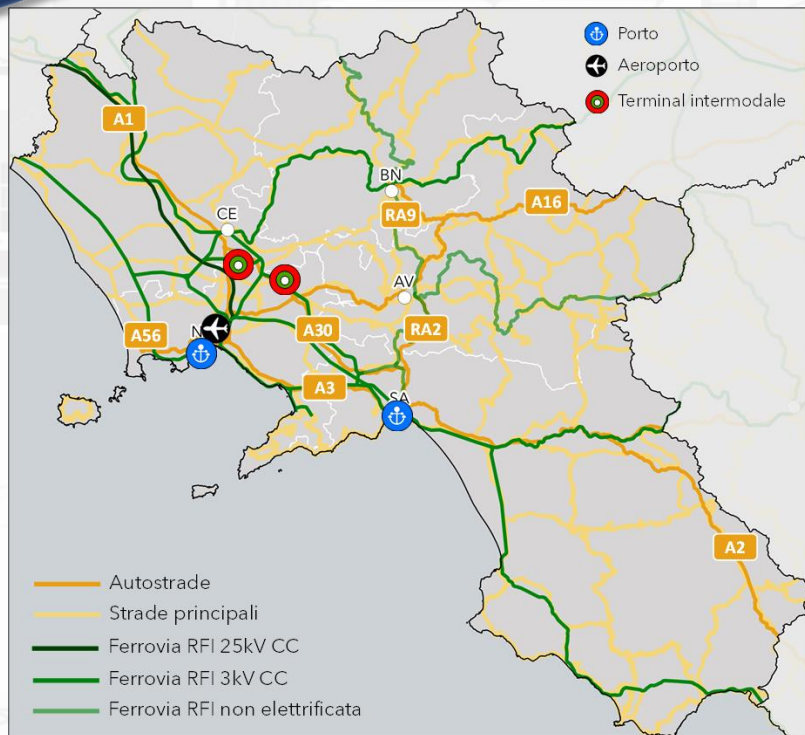 Porto
Aeroporto
Terminal intermodale
A1
BN
A16
RA9
CE
AV
A56
N
A30
RA2
A3
SA
A2
Autostrade
Strade principali
Ferrovia RFI 25kV CC
Ferrovia RFI 3kV CC
Ferrovia RFI non elettrificata